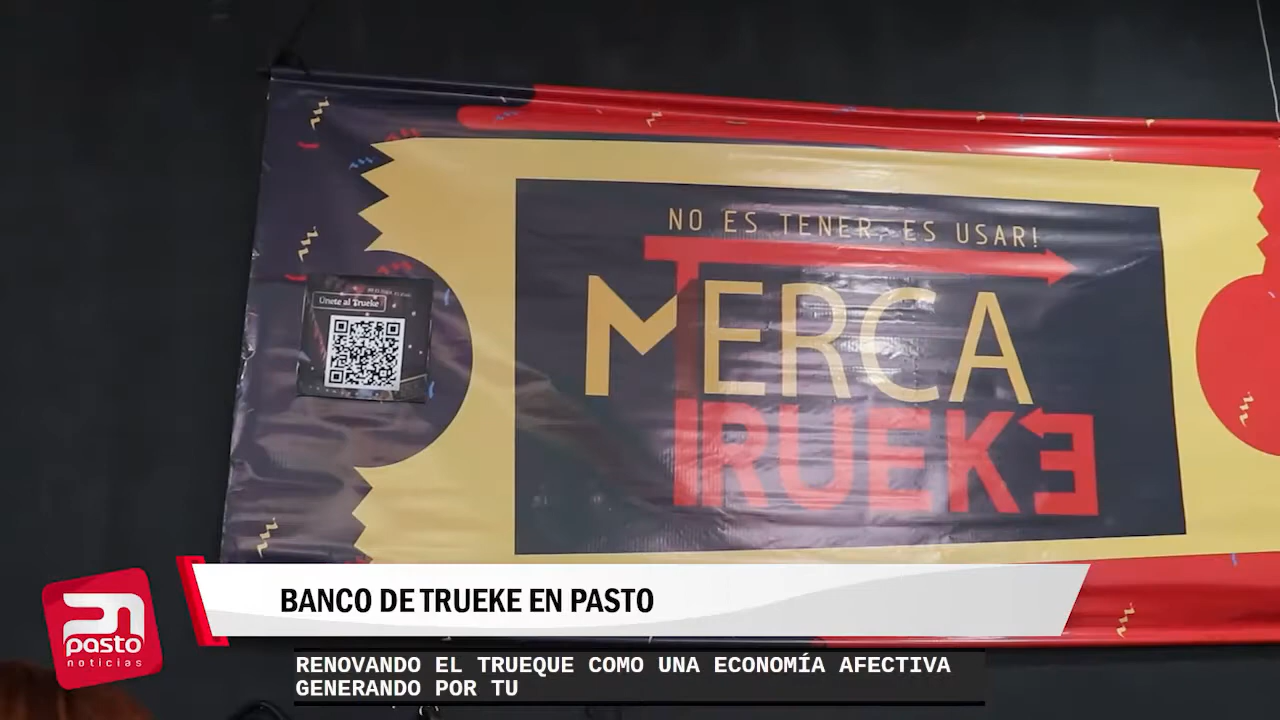 NO ES TENER, ES USAR!
MERCA
TRUEKE
Únete al Trueke
BANCO DE TRUEKE EN PASTO
pasto
noticias
RENOVANDO EL TRUEQUE COMO UNA ECONOMÍA AFECTIVA
GENERANDO POR TU